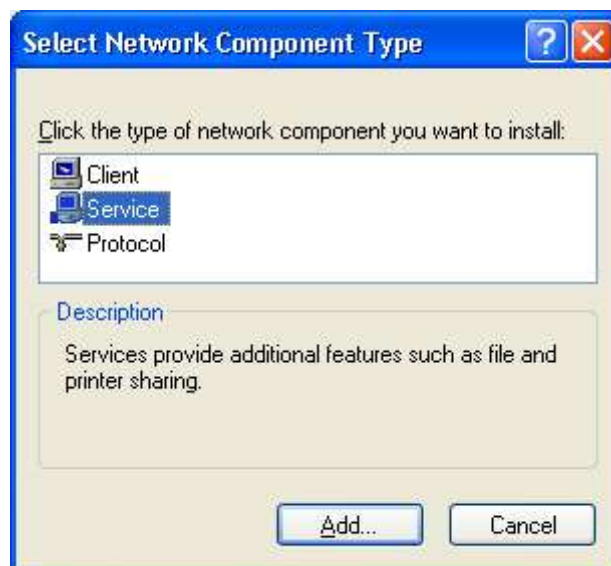 Select Network Component Type
?
Click the type of network component you want to install:
Client
Service
Protocol
Description
Services provide additional features such as file and
printer sharing.
Add...
Cancel